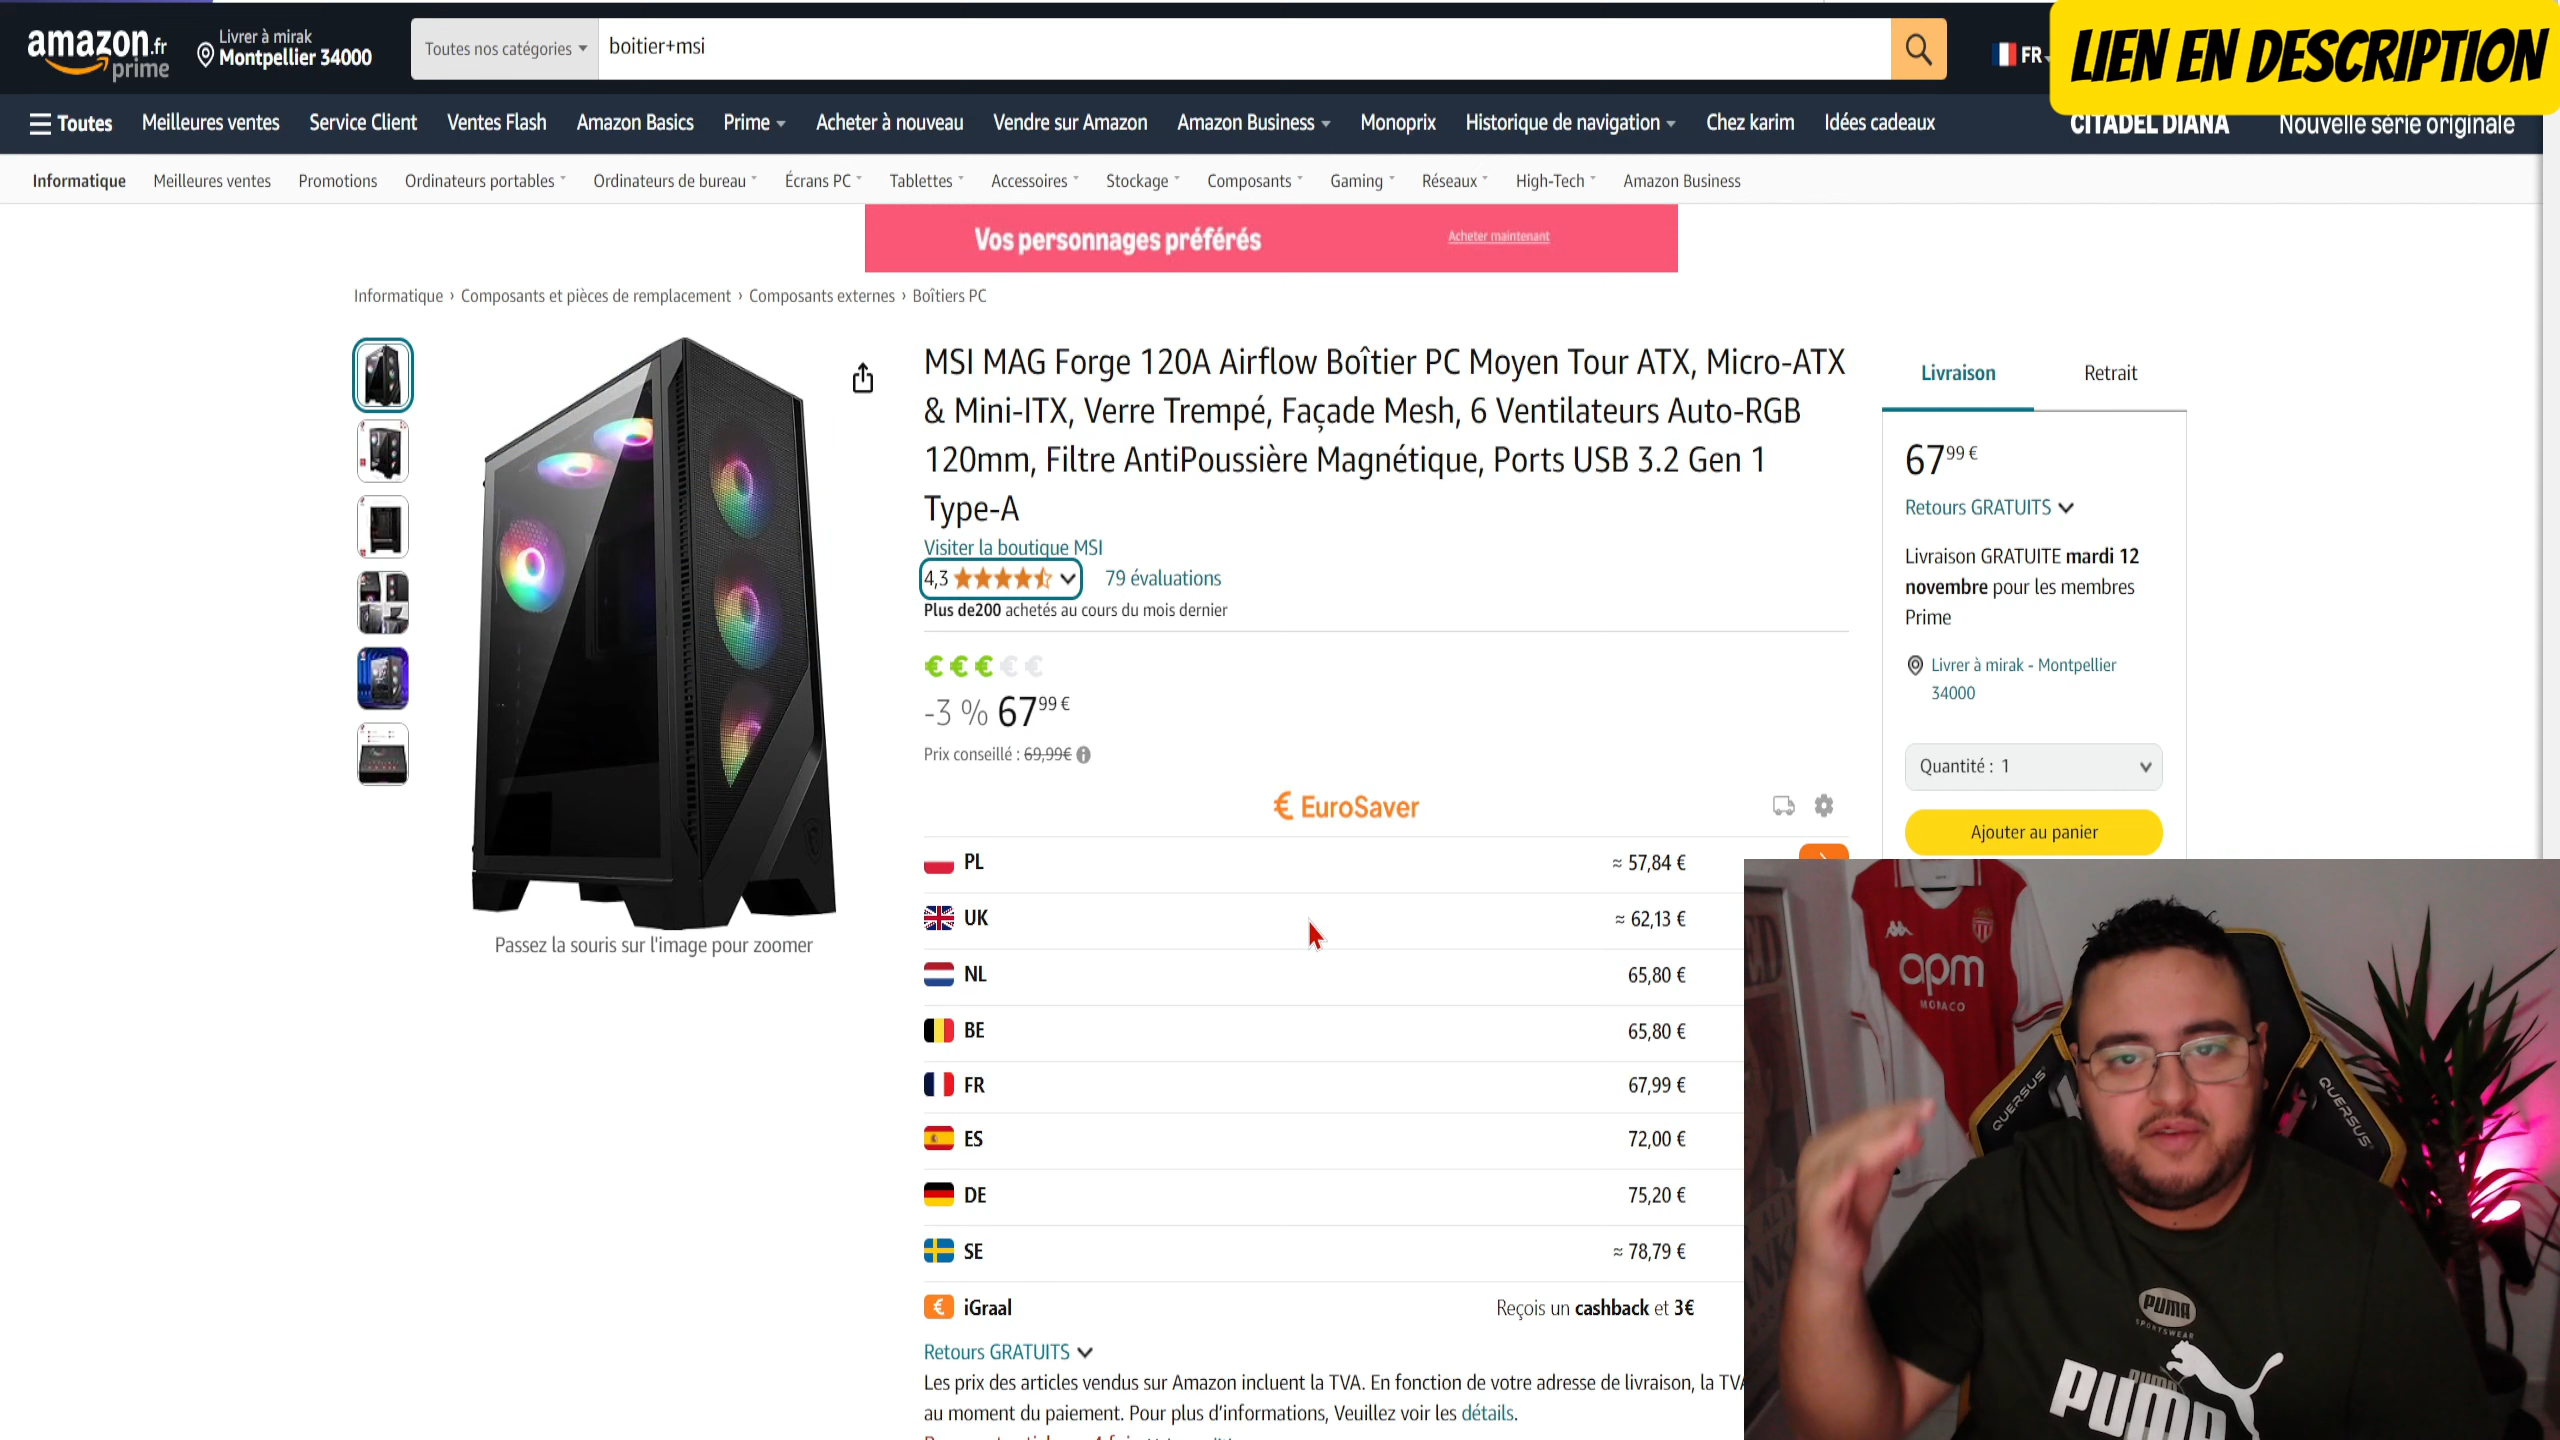 amazon.fr
prime
Livrer à mirak
Montpellier 34000
Toutes nos catégories
boitier+msi
FR
LIEN EN DESCRIPTION
Toutes
Meilleures ventes
Service Client
Ventes Flash
Amazon Basics
Prime
Acheter à nouveau
Vendre sur Amazon
Amazon Business
Monoprix
Historique de navigation
Chez karim
Idées cadeaux
CITADEL DIANA
Nouvelle série originale
Informatique
Meilleures ventes
Promotions
Ordinateurs portables
Ordinateurs de bureau
Écrans PC
Tablettes
Accessoires
Stockage
Composants
Gaming
Réseaux
High-Tech
Amazon Business
Vos personnages préférés
Acheter maintenant
Informatique › Composants et pièces de remplacement › Composants externes › Boîtiers PC
MSI MAG Forge 120A Airflow Boîtier PC Moyen Tour ATX, Micro-ATX
& Mini-ITX, Verre Trempé, Façade Mesh, 6 Ventilateurs Auto-RGB
120mm, Filtre AntiPoussière Magnétique, Ports USB 3.2 Gen 1
Type-A
Visiter la boutique MSI
4,3
79 évaluations
Plus de200 achetés au cours du mois dernier
€ € € € €
-3 % 67,99 €
Prix conseillé : 69,99€
€ EuroSaver
PL ≈ 57,84 €
UK ≈ 62,13 €
NL 65,80 €
BE 65,80 €
FR 67,99 €
ES 72,00 €
DE 75,20 €
SE ≈ 78,79 €
€ iGraal Reçois un cashback et 3€
Retours GRATUITS
Les prix des articles vendus sur Amazon incluent la TVA. En fonction de votre adresse de livraison, la TVA
au moment du paiement. Pour plus d'informations, Veuillez voir les détails.
Passez la souris sur l'image pour zoomer
Livraison
Retrait
67,99 €
Retours GRATUITS
Livraison GRATUITE mardi 12
novembre pour les membres
Prime
Livrer à mirak - Montpellier
34000
Quantité : 1
Ajouter au panier
apm
MONACO
QUERSUS
QUERSUS
PUMA
SPORTSWEAR
PUMA